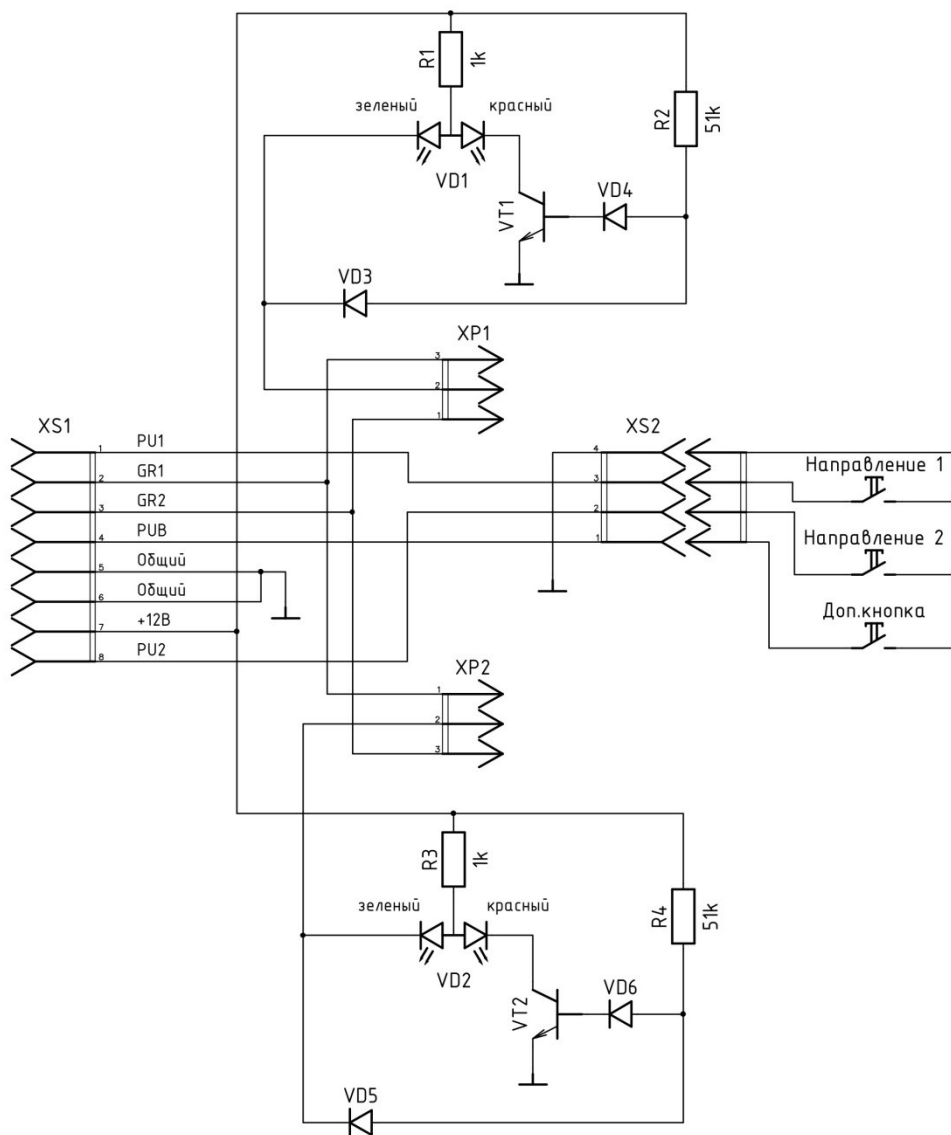 R1
1k
зеленый
красный
R2
51k
VD1
VT1
VD4
VD3
XP1
3
2
1
XS1
1
PU1
2
GR1
3
GR2
4
PUB
5
Общий
6
Общий
7
+12В
8
PU2
XS2
4
3
2
1
Направление 1
Направление 2
Доп.кнопка
XP2
1
2
3
R3
1k
зеленый
красный
R4
51k
VD2
VT2
VD6
VD5